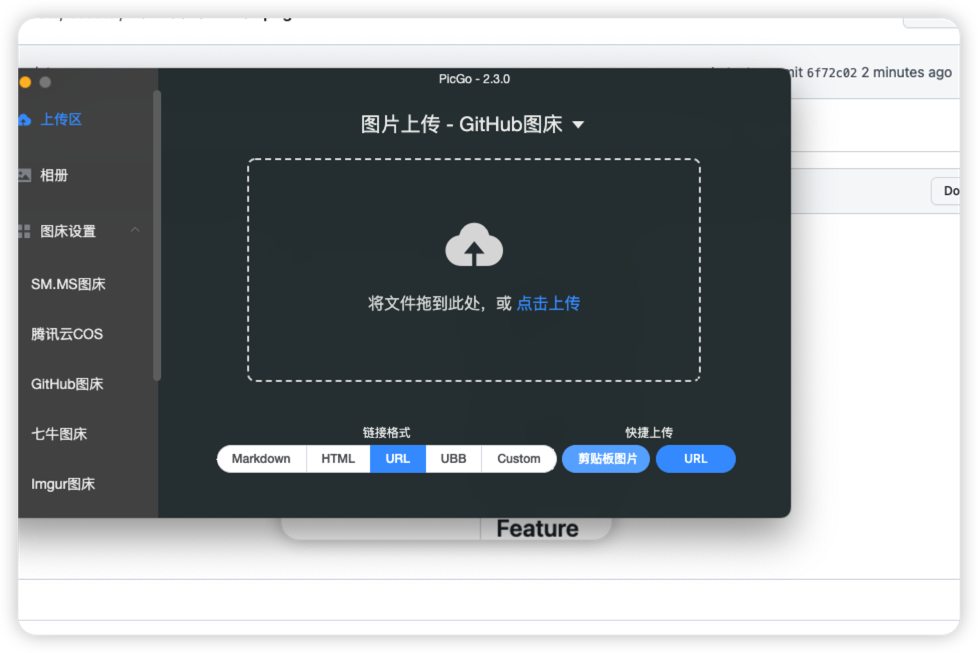 6f72c02 2 minutes ago
PicGo - 2.3.0
上传区
图片上传 - GitHub图床
相册
Do
图床设置
SM.MS图床
将文件拖到此处，或 点击上传
腾讯云COS
GitHub图床
七牛图床
链接格式
快捷上传
Markdown HTML URL UBB Custom 剪贴板图片 URL
Imgur图床
Feature